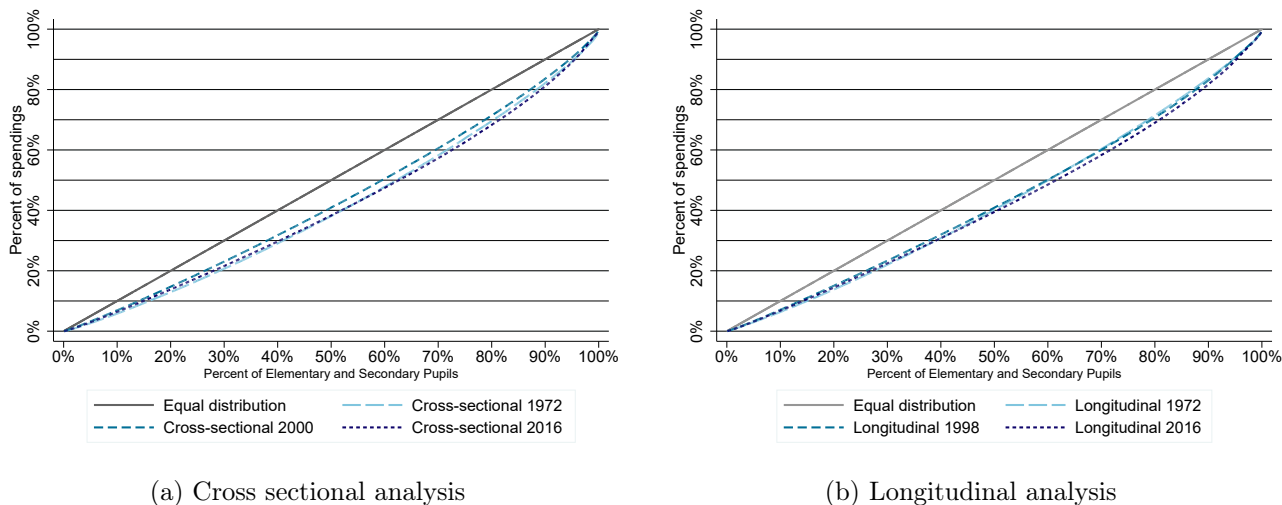 100%
80%
60%
40%
20%
0%
Percent of spendings
0% 10% 20% 30% 40% 50% 60% 70% 80% 90% 100%
Percent of Elementary and Secondary Pupils
Equal distribution Cross-sectional 1972
Cross-sectional 2000 Cross-sectional 2016
(a) Cross sectional analysis
100%
80%
60%
40%
20%
0%
Percent of spendings
0% 10% 20% 30% 40% 50% 60% 70% 80% 90% 100%
Percent of Elementary and Secondary Pupils
Equal distribution Longitudinal 1972
Longitudinal 1998 Longitudinal 2016
(b) Longitudinal analysis